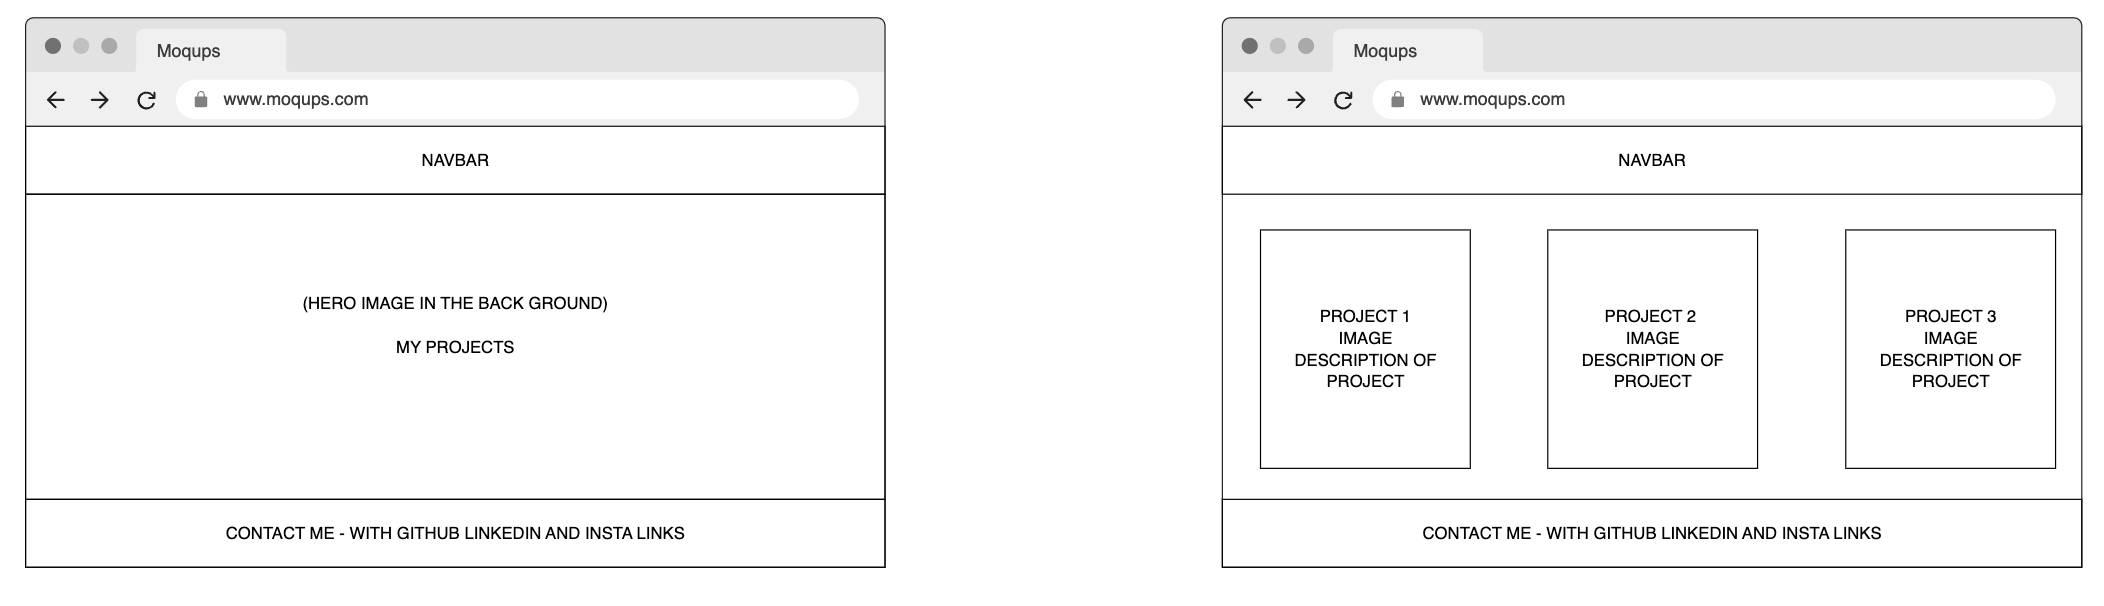 Moqups
www.moqups.com
NAVBAR
(HERO IMAGE IN THE BACK GROUND)
MY PROJECTS
CONTACT ME - WITH GITHUB LINKEDIN AND INSTA LINKS
Moqups
www.moqups.com
NAVBAR
PROJECT 1
IMAGE
DESCRIPTION OF
PROJECT
PROJECT 2
IMAGE
DESCRIPTION OF
PROJECT
PROJECT 3
IMAGE
DESCRIPTION OF
PROJECT
CONTACT ME - WITH GITHUB LINKEDIN AND INSTA LINKS